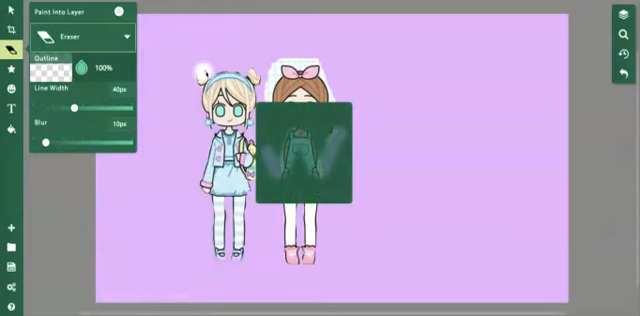 Paint Into Layer
Eraser
Outline
100%
Line Width
40px
Blur
10px
T